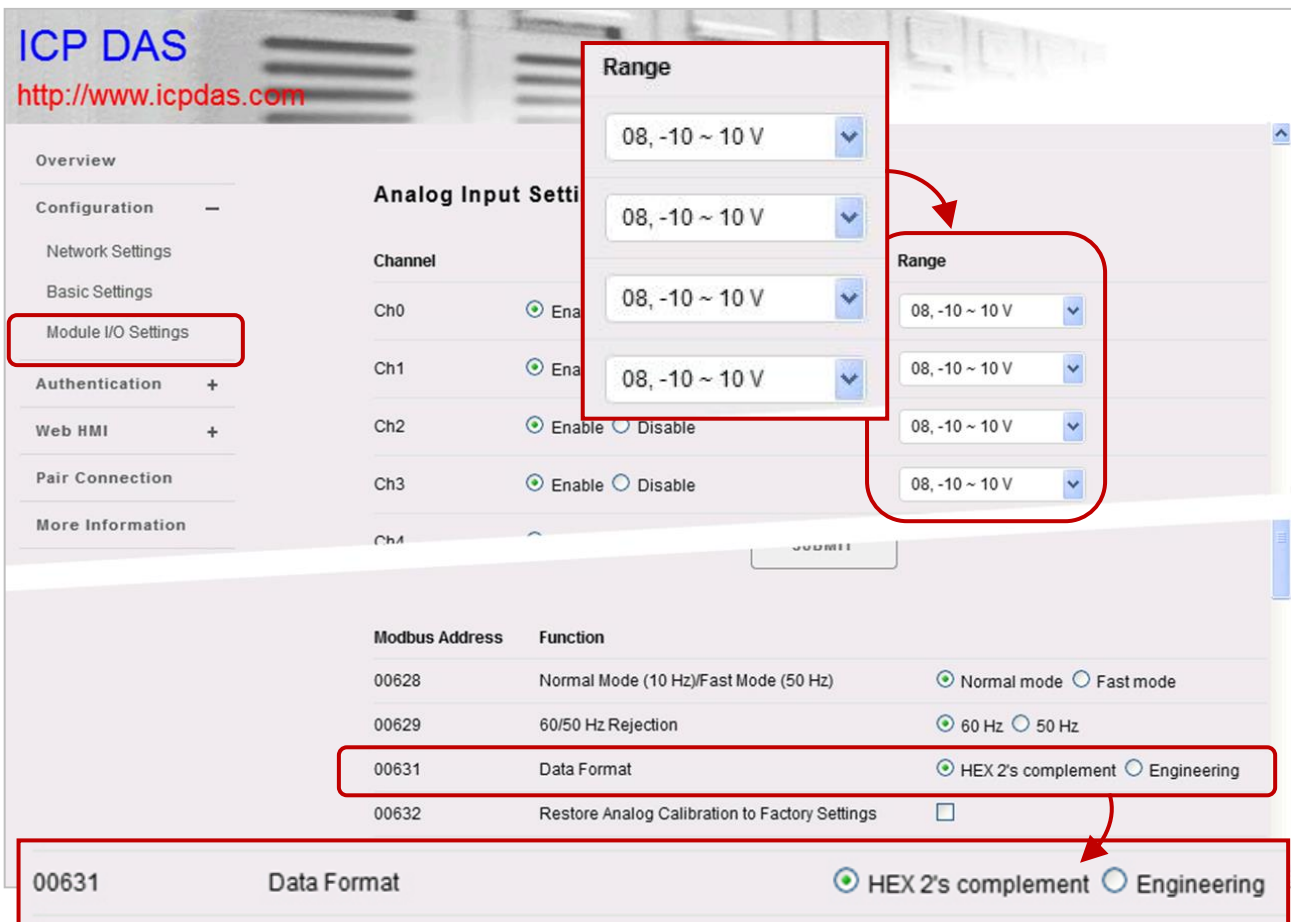 ICP DAS
http://www.icpdas.com
Overview
Configuration −
Network Settings
Basic Settings
Module I/O Settings
Authentication +
Web HMI +
Pair Connection
More Information
Analog Input Setti
Channel Range
Ch0 Ena 08, -10 ~ 10 V
Ch1 Ena 08, -10 ~ 10 V
Ch2 Enable Disable 08, -10 ~ 10 V
Ch3 Enable Disable 08, -10 ~ 10 V
Ch4
SUBMIT
Range
08, -10 ~ 10 V
08, -10 ~ 10 V
08, -10 ~ 10 V
08, -10 ~ 10 V
Modbus Address Function
00628 Normal Mode (10 Hz)/Fast Mode (50 Hz) Normal mode Fast mode
00629 60/50 Hz Rejection 60 Hz 50 Hz
00631 Data Format HEX 2's complement Engineering
00632 Restore Analog Calibration to Factory Settings
00631 Data Format HEX 2's complement Engineering